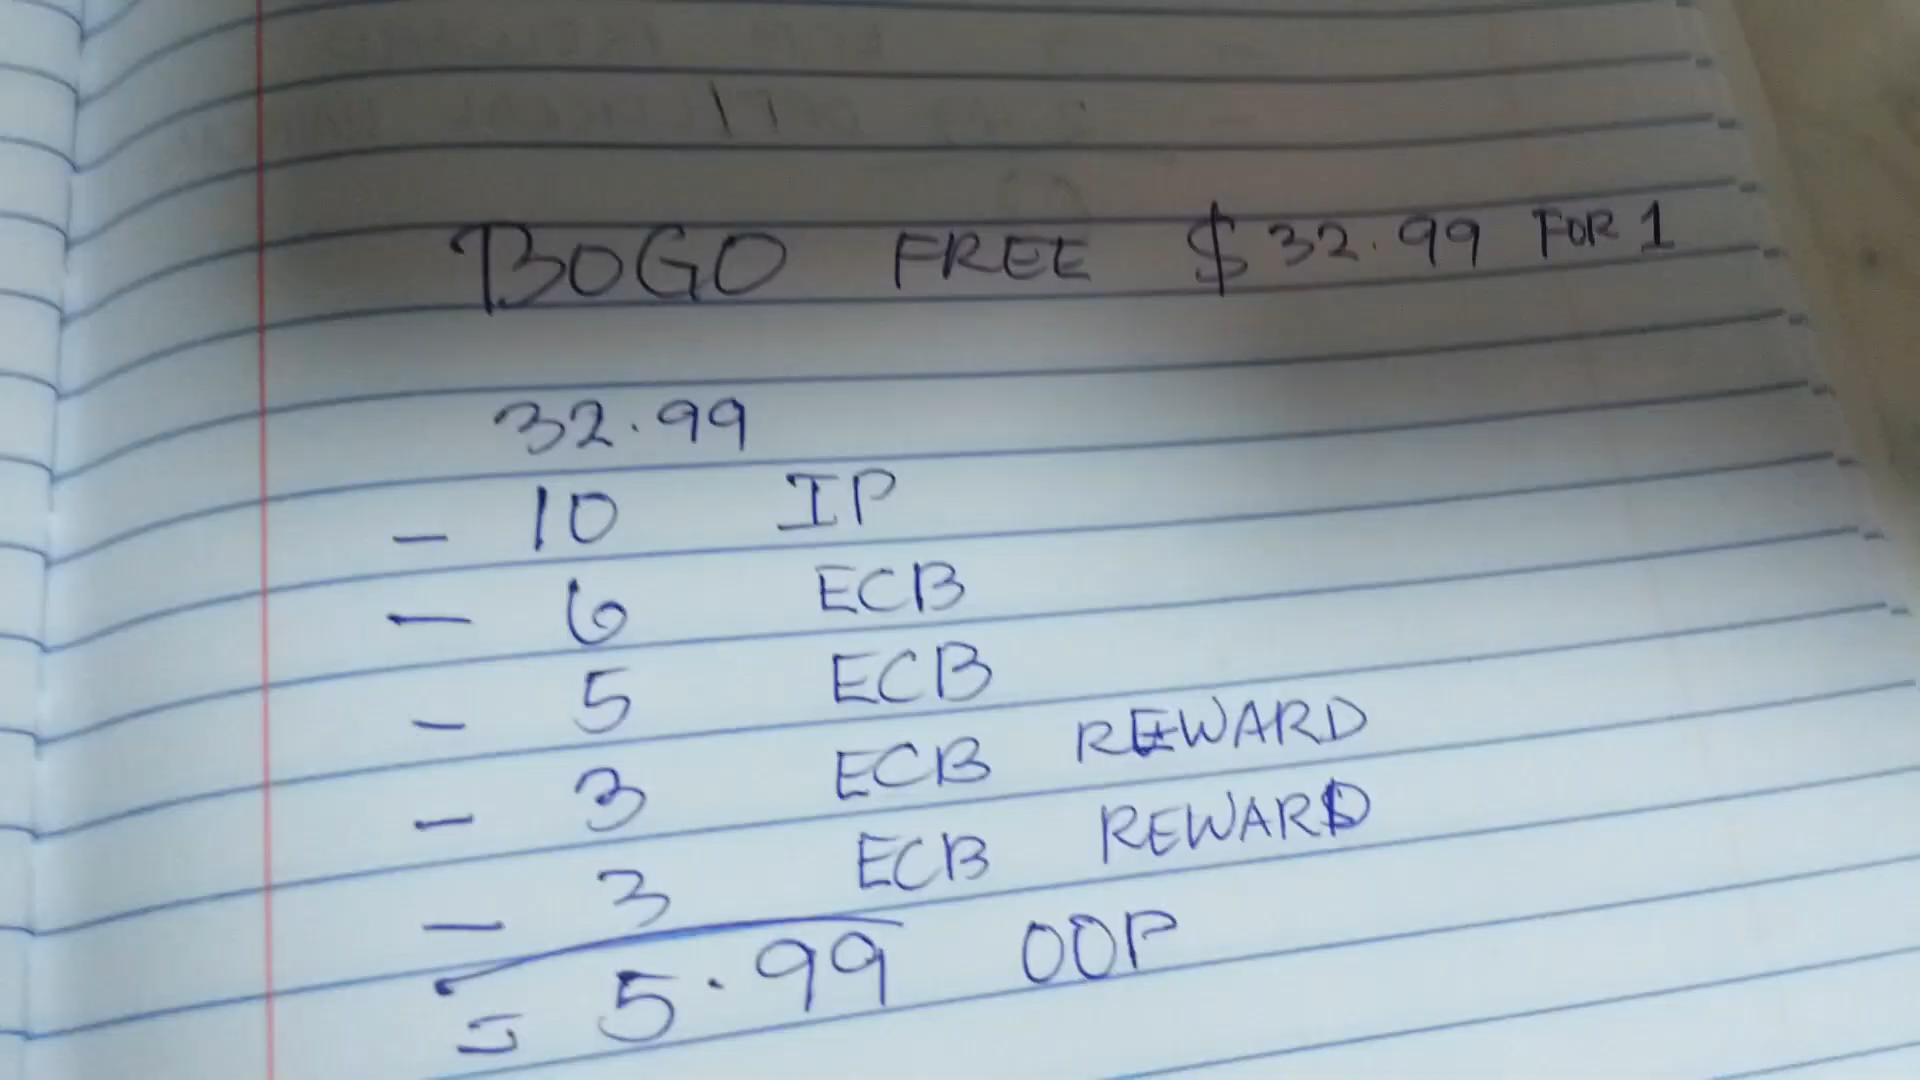 BOGO FREE $32.99 FOR 1
32.99
- 10 IP
- 6 ECB
- 5 ECB
- 3 ECB REWARD
- 3 ECB REWARD
= 5.99 OOP